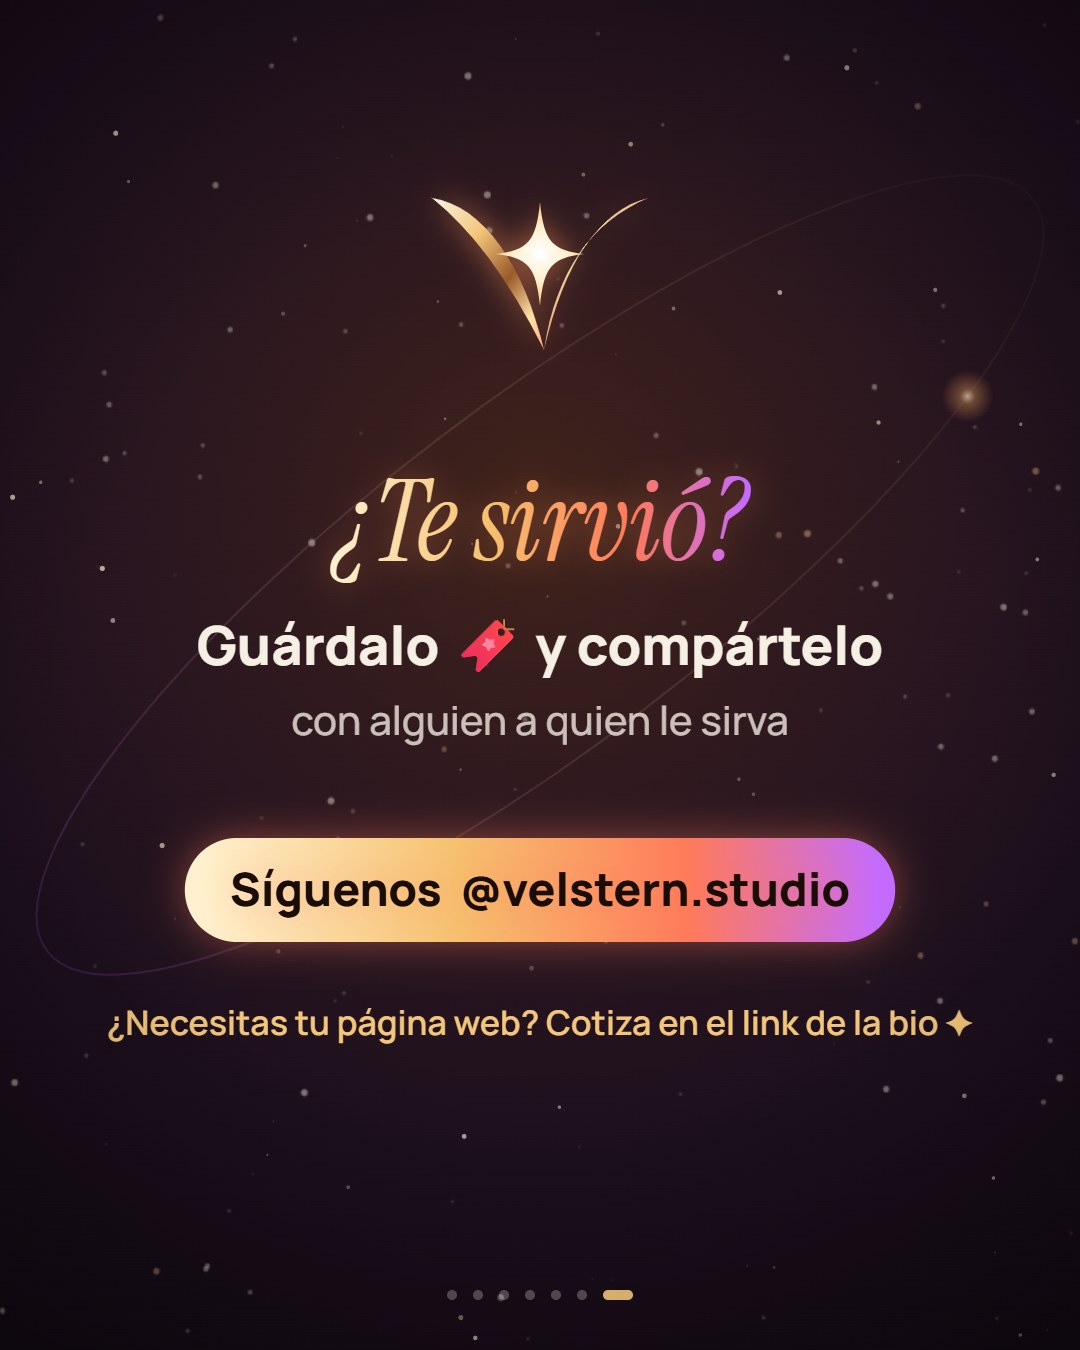 ¿Te sirvió?
Guárdalo 🔖 y compártelo
con alguien a quien le sirva
Síguenos @velstern.studio
¿Necesitas tu página web? Cotiza en el link de la bio ✦